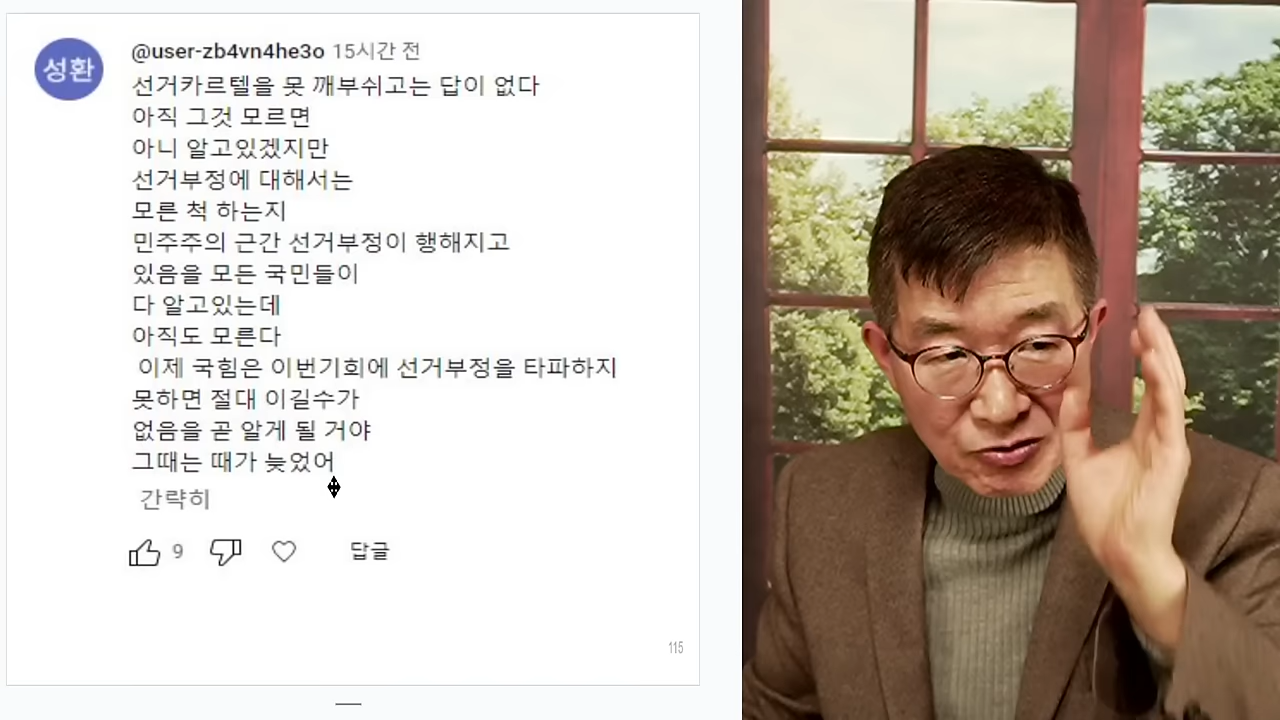 성환
@user-zb4vn4he3o 15시간 전
선거카르텔을 못 깨부쉬고는 답이 없다
아직 그것 모르면
아니 알고있겠지만
선거부정에 대해서는
모른 척 하는지
민주주의 근간 선거부정이 행해지고
있음을 모든 국민들이
다 알고있는데
아직도 모른다
이제 국힘은 이번기회에 선거부정을 타파하지
못하면 절대 이길수가
없음을 곧 알게 될 거야
그때는 때가 늦었어
간략히
9
답글
115